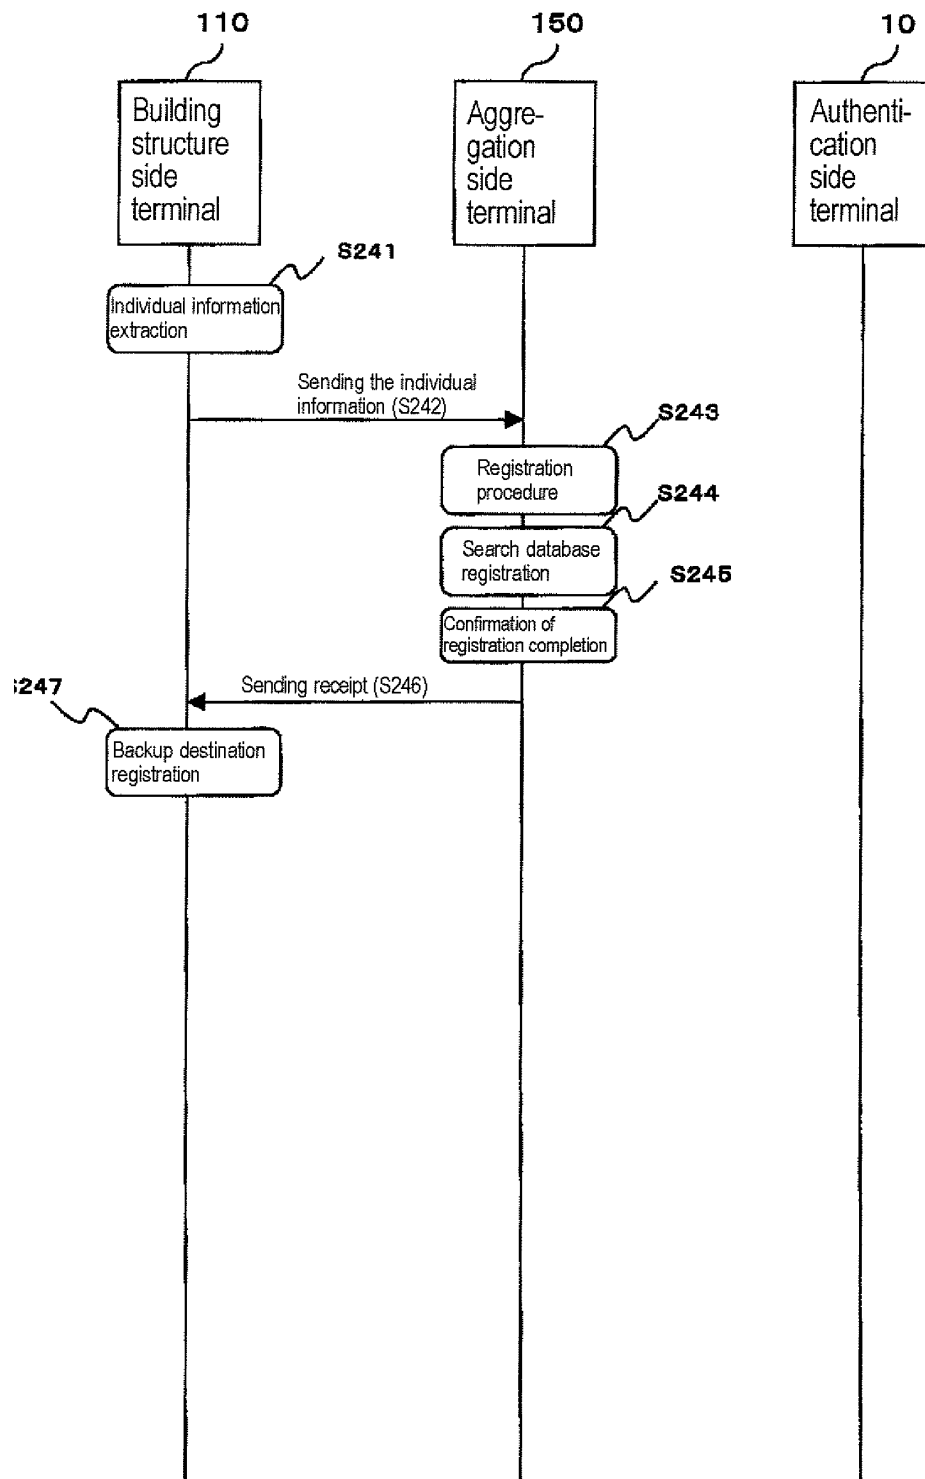 110
150
10
Building
structure
side
terminal
Aggre-
gation
side
terminal
Authenti-
cation
side
terminal
S241
Individual information
extraction
Sending the individual
information (S242)
S243
Registration
procedure
S244
Search database
registration
S245
Confirmation of
registration completion
Sending receipt (S246)
S247
Backup destination
registration